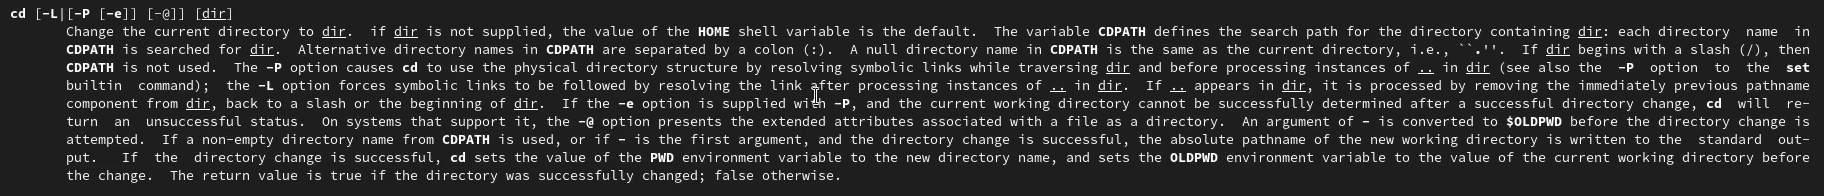 cd [-L|[-P [-e]] [-@]] [dir]
Change the current directory to dir.  if dir is not supplied, the value of the HOME shell variable is the default.  The variable CDPATH defines the search path for the directory containing dir: each directory  name  in
CDPATH is searched for dir.  Alternative directory names in CDPATH are separated by a colon (:).  A null directory name in CDPATH is the same as the current directory, i.e., ``.''.  If dir begins with a slash (/), then
CDPATH is not used.  The -P option causes cd to use the physical directory structure by resolving symbolic links while traversing dir and before processing instances of .. in dir (see also the  -P  option  to  the  set
builtin  command);  the -L option forces symbolic links to be followed by resolving the link after processing instances of .. in dir.  If .. appears in dir, it is processed by removing the immediately previous pathname
component from dir, back to a slash or the beginning of dir.  If the -e option is supplied with -P, and the current working directory cannot be successfully determined after a successful directory change, cd  will  re-
turn  an  unsuccessful status.  On systems that support it, the -@ option presents the extended attributes associated with a file as a directory.  An argument of - is converted to $OLDPWD before the directory change is
attempted.  If a non-empty directory name from CDPATH is used, or if - is the first argument, and the directory change is successful, the absolute pathname of the new working directory is written to the  standard  out-
put.   If  the  directory change is successful, cd sets the value of the PWD environment variable to the new directory name, and sets the OLDPWD environment variable to the value of the current working directory before
the change.  The return value is true if the directory was successfully changed; false otherwise.